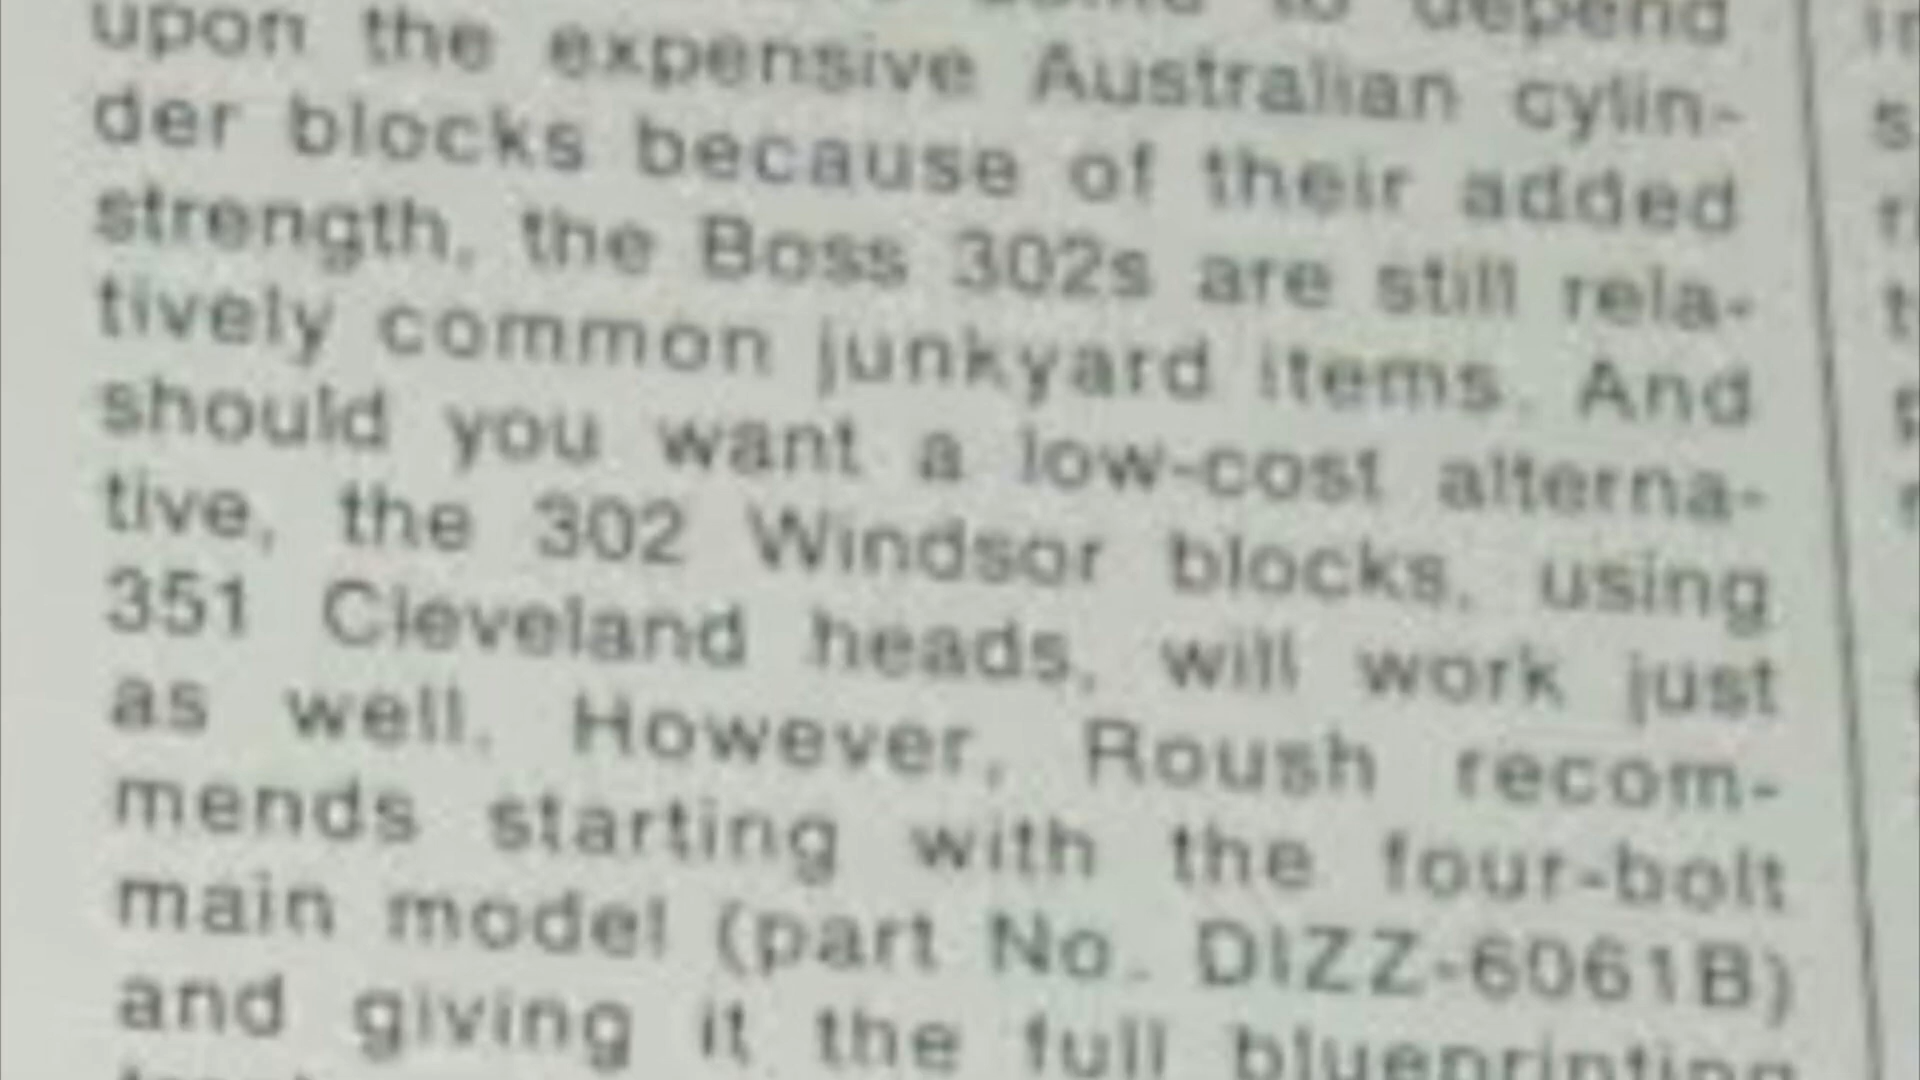 to depend
upon the expensive Australian cylin-
der blocks because of their added
strength, the Boss 302s are still rela-
tively common junkyard items. And
should you want a low-cost alterna-
tive, the 302 Windsor blocks, using
351 Cleveland heads, will work just
as well. However, Roush recom-
mends starting with the four-bolt
main model (part No. DIZZ-6061B)
and giving it the full blueprinting